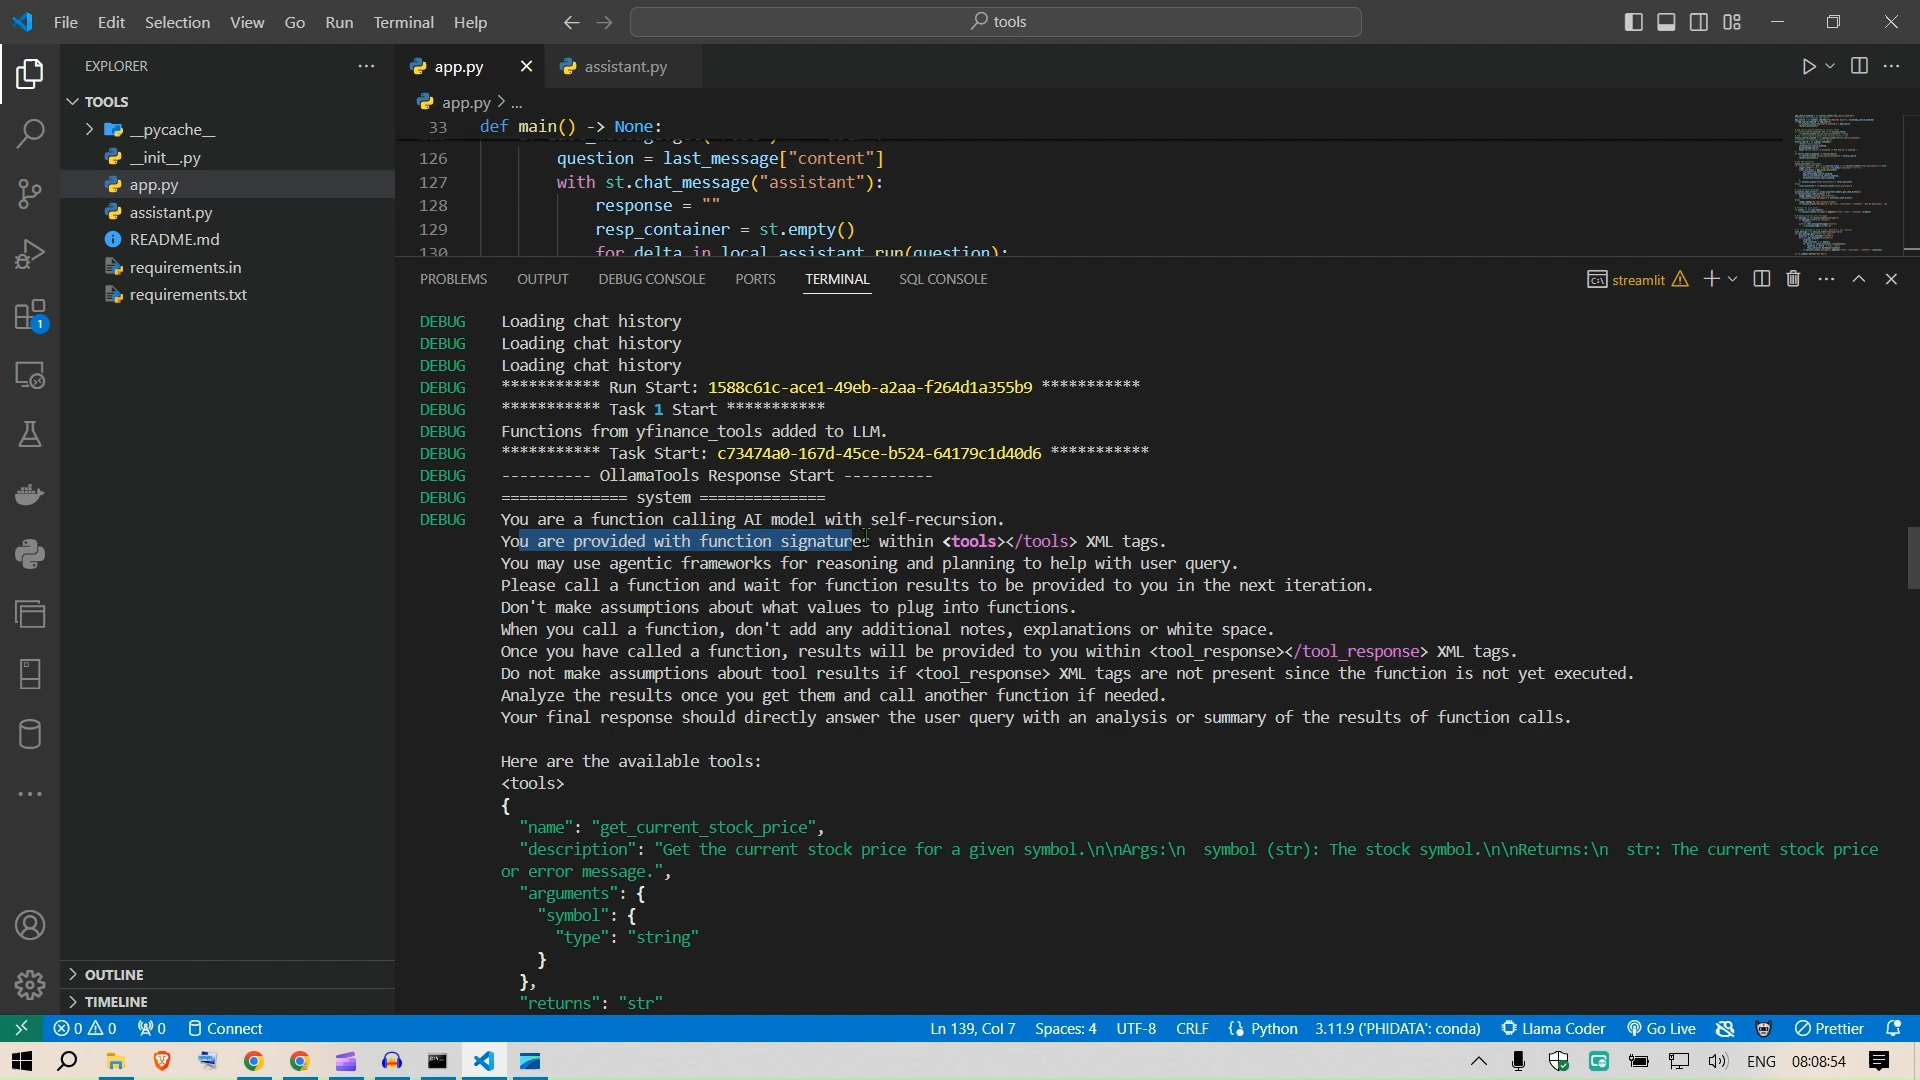 File Edit Selection View Go Run Terminal Help
tools
EXPLORER
TOOLS
__pycache__
__init__.py
app.py
assistant.py
README.md
requirements.in
requirements.txt
OUTLINE
TIMELINE
1
app.py
assistant.py
app.py > ...
33 def main() -> None:
126 question = last_message["content"]
127 with st.chat_message("assistant"):
128 response = ""
129 resp_container = st.empty()
130 for delta in local_assistant.run(question):
PROBLEMS OUTPUT DEBUG CONSOLE PORTS TERMINAL SQL CONSOLE
streamlit
DEBUG Loading chat history
DEBUG Loading chat history
DEBUG Loading chat history
DEBUG *********** Run Start: 1588c61c-ace1-49eb-a2aa-f264d1a355b9 ***********
DEBUG *********** Task 1 Start ***********
DEBUG Functions from yfinance_tools added to LLM.
DEBUG *********** Task Start: c73474a0-167d-45ce-b524-64179c1d40d6 ***********
DEBUG ---------- OllamaTools Response Start ----------
DEBUG ============== system ==============
DEBUG You are a function calling AI model with self-recursion.
You are provided with function signatures within <tools></tools> XML tags.
You may use agentic frameworks for reasoning and planning to help with user query.
Please call a function and wait for function results to be provided to you in the next iteration.
Don't make assumptions about what values to plug into functions.
When you call a function, don't add any additional notes, explanations or white space.
Once you have called a function, results will be provided to you within <tool_response></tool_response> XML tags.
Do not make assumptions about tool results if <tool_response> XML tags are not present since the function is not yet executed.
Analyze the results once you get them and call another function if needed.
Your final response should directly answer the user query with an analysis or summary of the results of function calls.
Here are the available tools:
<tools>
{
"name": "get_current_stock_price",
"description": "Get the current stock price for a given symbol.\n\nArgs:\n  symbol (str): The stock symbol.\n\nReturns:\n  str: The current stock price
or error message.",
"arguments": {
"symbol": {
"type": "string"
}
},
"returns": "str"
0 0 0 Connect
Ln 139, Col 7 Spaces: 4 UTF-8 CRLF Python 3.11.9 ('PHIDATA': conda) Llama Coder Go Live Prettier
ENG 08:08:54